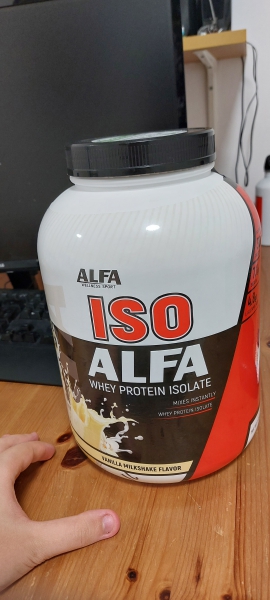 ALFA
WELLNESS SPORT
ISO
ALFA
WHEY PROTEIN ISOLATE
MIXES INSTANTLY
WHEY PROTEIN ISOLATE
VANILLA MILKSHAKE FLAVOR